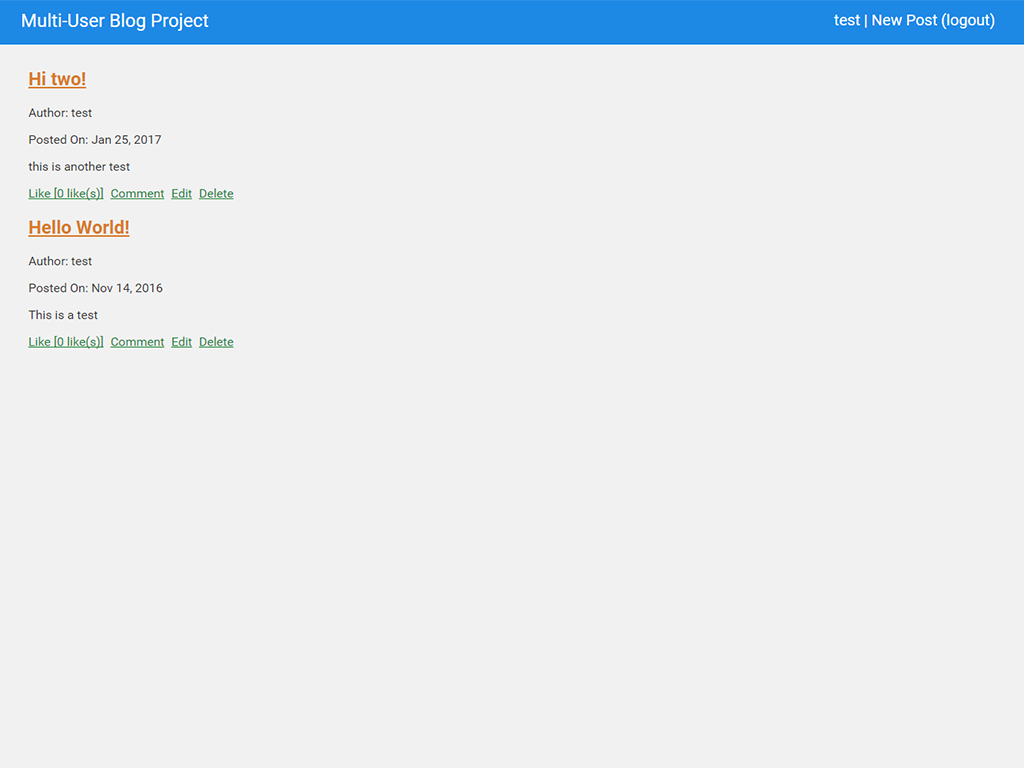 Multi-User Blog Project
test | New Post (logout)
Hi two!
Author: test
Posted On: Jan 25, 2017
this is another test
Like [0 like(s)] Comment Edit Delete
Hello World!
Author: test
Posted On: Nov 14, 2016
This is a test
Like [0 like(s)] Comment Edit Delete